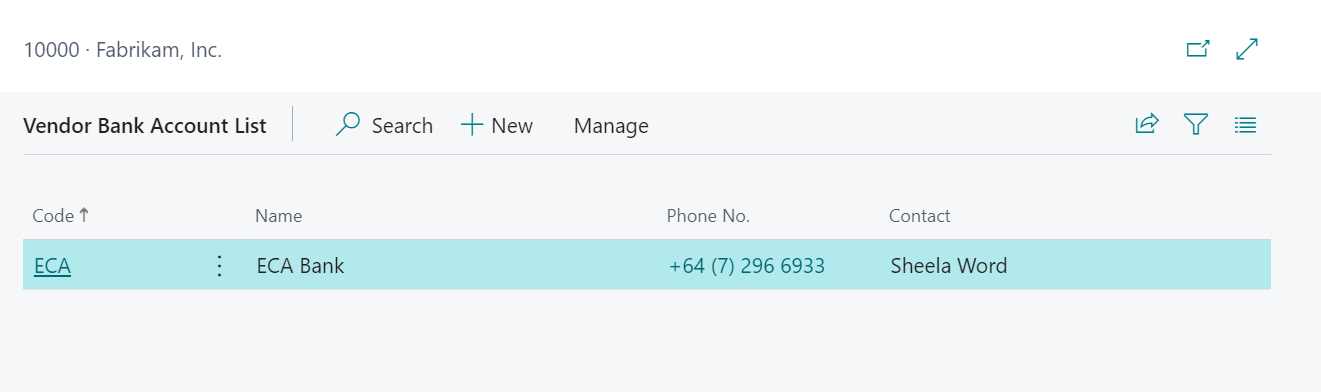 10000 · Fabrikam, Inc.
Vendor Bank Account List Search New Manage
Code ↑ Name Phone No. Contact
ECA ECA Bank +64 (7) 296 6933 Sheela Word